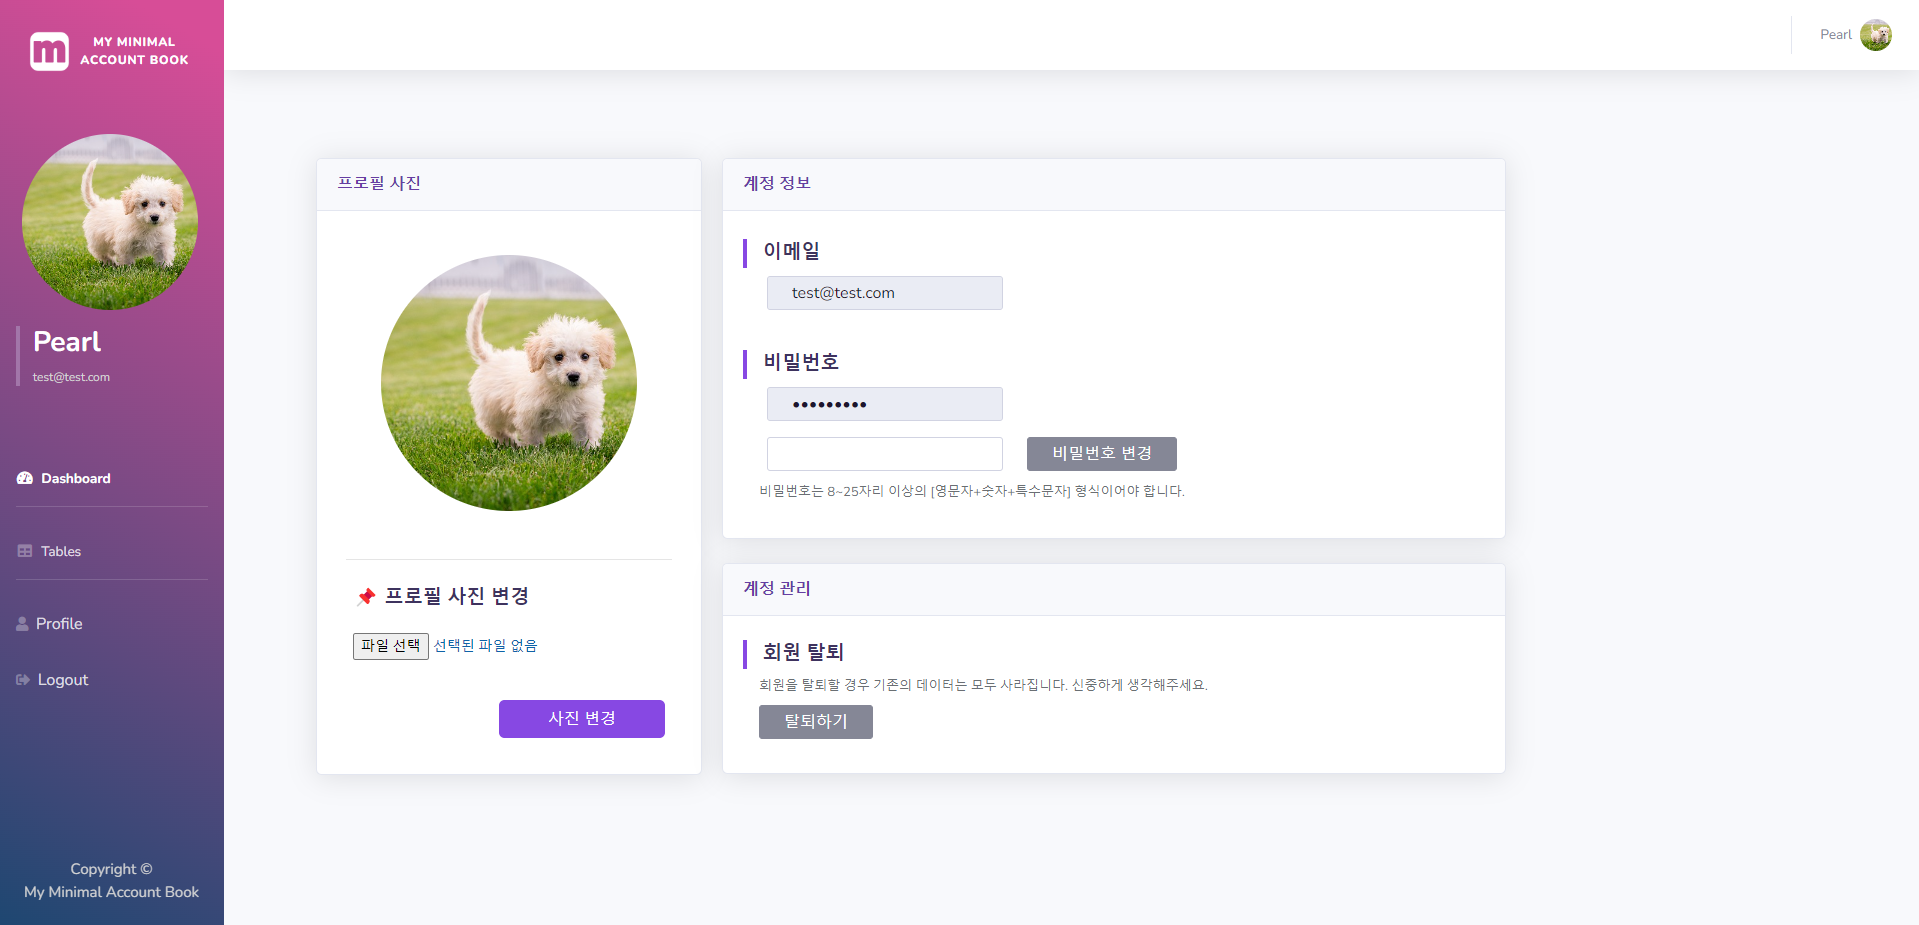 m
MY MINIMAL
ACCOUNT BOOK
Pearl
test@test.com
Dashboard
Tables
Profile
Logout
Copyright ©
My Minimal Account Book
Pearl
프로필 사진
프로필 사진 변경
파일 선택 선택된 파일 없음
사진 변경
계정 정보
이메일
test@test.com
비밀번호
•••••••••
비밀번호 변경
비밀번호는 8~25자리 이상의 [영문자+숫자+특수문자] 형식이어야 합니다.
계정 관리
회원 탈퇴
회원을 탈퇴할 경우 기존의 데이터는 모두 사라집니다. 신중하게 생각해주세요.
탈퇴하기